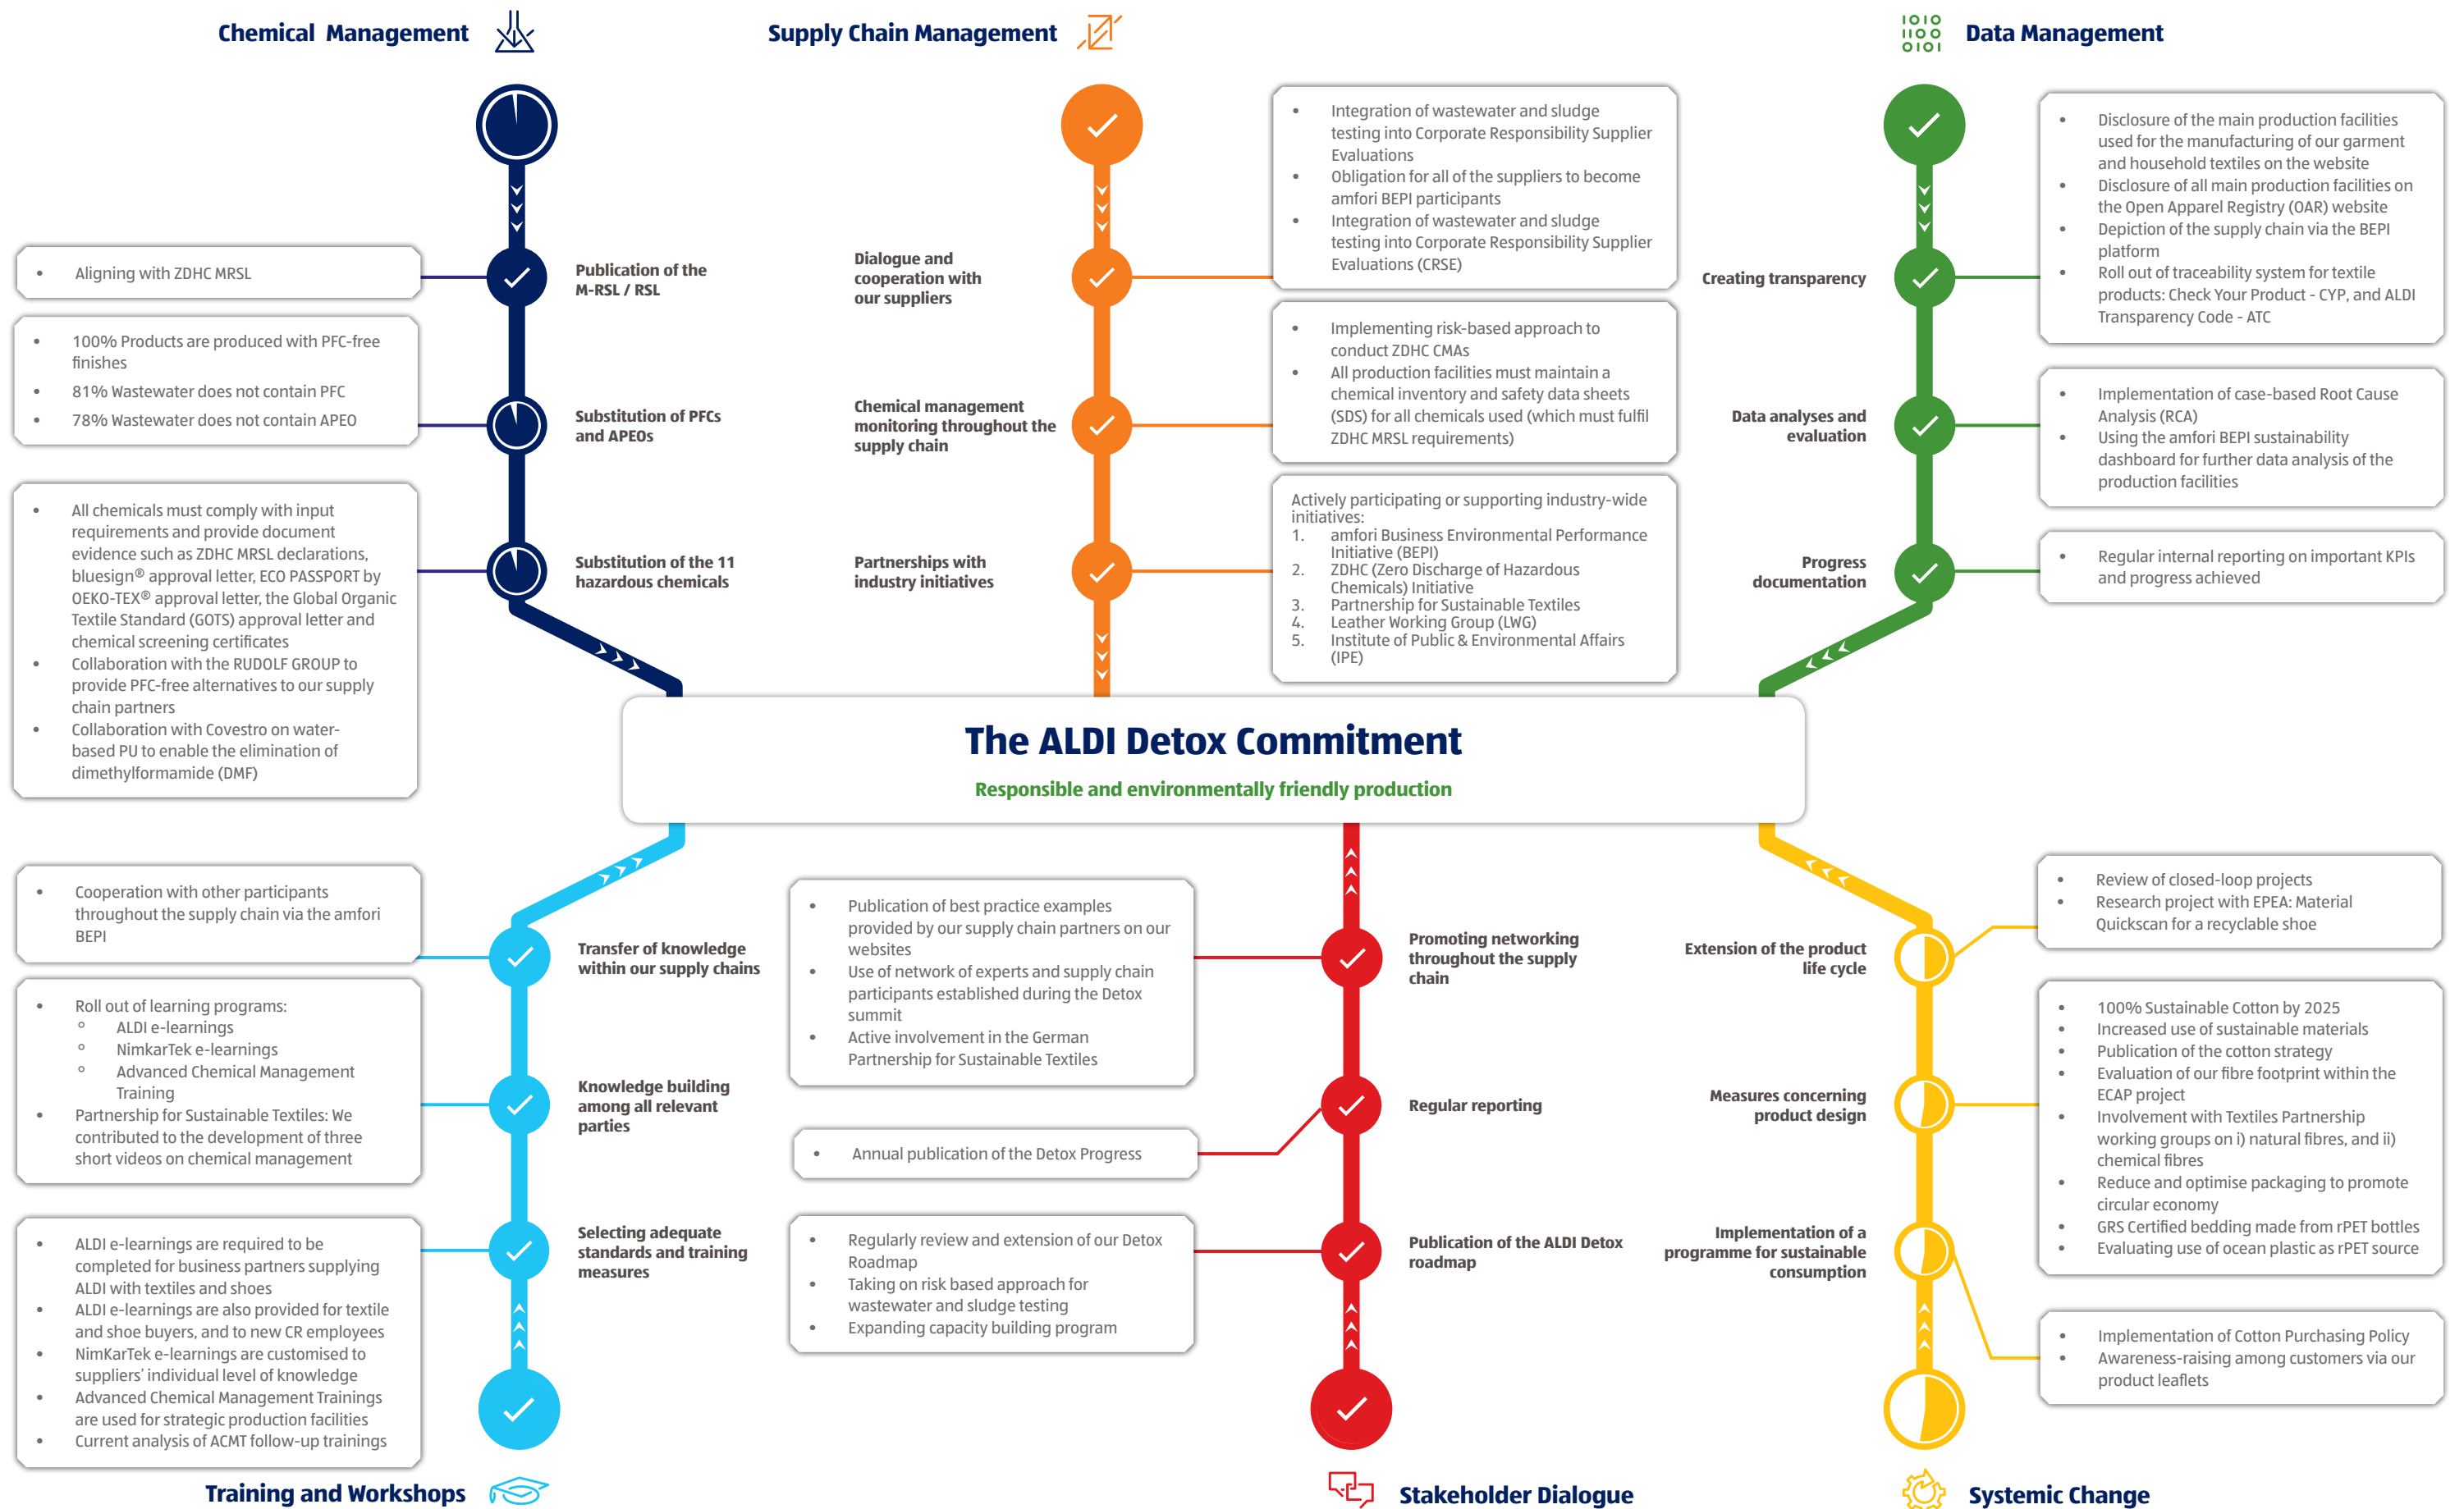 Chemical Management
Aligning with ZDHC MRSL
Publication of the
M-RSL / RSL
• 100% Products are produced with PFC-free
finishes
• 81% Wastewater does not contain PFC
• 78% Wastewater does not contain APEO
Substitution of PFCs
and APEOs
• All chemicals must comply with input
requirements and provide document
evidence such as ZDHC MRSL declarations,
bluesign® approval letter, ECO PASSPORT by
OEKO-TEX® approval letter, the Global Organic
Textile Standard (GOTS) approval letter and
chemical screening certificates
• Collaboration with the RUDOLF GROUP to
provide PFC-free alternatives to our supply
chain partners
• Collaboration with Covestro on water-
based PU to enable the elimination of
dimethylformamide (DMF)
Substitution of the 11
hazardous chemicals
Supply Chain Management
Dialogue and
cooperation with
our suppliers
• Integration of wastewater and sludge
testing into Corporate Responsibility Supplier
Evaluations
• Obligation for all of the suppliers to become
amfori BEPI participants
• Integration of wastewater and sludge
testing into Corporate Responsibility Supplier
Evaluations (CRSE)
Chemical management
monitoring throughout the
supply chain
• Implementing risk-based approach to
conduct ZDHC CMAs
• All production facilities must maintain a
chemical inventory and safety data sheets
(SDS) for all chemicals used (which must fulfil
ZDHC MRSL requirements)
Partnerships with
industry initiatives
Actively participating or supporting industry-wide
initiatives:
1. amfori Business Environmental Performance
Initiative (BEPI)
2. ZDHC (Zero Discharge of Hazardous
Chemicals) Initiative
3. Partnership for Sustainable Textiles
4. Leather Working Group (LWG)
5. Institute of Public & Environmental Affairs
(IPE)
1010
1100
0101
Data Management
Creating transparency
• Disclosure of the main production facilities
used for the manufacturing of our garment
and household textiles on the website
• Disclosure of all main production facilities on
the Open Apparel Registry (OAR) website
• Depiction of the supply chain via the BEPI
platform
• Roll out of traceability system for textile
products: Check Your Product - CYP, and ALDI
Transparency Code - ATC
Data analyses and
evaluation
• Implementation of case-based Root Cause
Analysis (RCA)
• Using the amfori BEPI sustainability
dashboard for further data analysis of the
production facilities
Progress
documentation
• Regular internal reporting on important KPIs
and progress achieved
The ALDI Detox Commitment
Responsible and environmentally friendly production
• Cooperation with other participants
throughout the supply chain via the amfori
BEPI
Transfer of knowledge
within our supply chains
• Roll out of learning programs:
° ALDI e-learnings
° NimkarTek e-learnings
° Advanced Chemical Management
Training
• Partnership for Sustainable Textiles: We
contributed to the development of three
short videos on chemical management
Knowledge building
among all relevant
parties
• ALDI e-learnings are required to be
completed for business partners supplying
ALDI with textiles and shoes
• ALDI e-learnings are also provided for textile
and shoe buyers, and to new CR employees
• NimKarTek e-learnings are customised to
suppliers' individual level of knowledge
• Advanced Chemical Management Trainings
are used for strategic production facilities
• Current analysis of ACMT follow-up trainings
Selecting adequate
standards and training
measures
Training and Workshops
• Publication of best practice examples
provided by our supply chain partners on our
websites
• Use of network of experts and supply chain
participants established during the Detox
summit
• Active involvement in the German
Partnership for Sustainable Textiles
Promoting networking
throughout the supply
chain
• Annual publication of the Detox Progress
Regular reporting
• Regularly review and extension of our Detox
Roadmap
• Taking on risk based approach for
wastewater and sludge testing
• Expanding capacity building program
Publication of the ALDI Detox
roadmap
Stakeholder Dialogue
Extension of the product
life cycle
• Review of closed-loop projects
• Research project with EPEA: Material
Quickscan for a recyclable shoe
Measures concerning
product design
• 100% Sustainable Cotton by 2025
• Increased use of sustainable materials
• Publication of the cotton strategy
• Evaluation of our fibre footprint within the
ECAP project
• Involvement with Textiles Partnership
working groups on i) natural fibres, and ii)
chemical fibres
• Reduce and optimise packaging to promote
circular economy
• GRS Certified bedding made from rPET bottles
• Evaluating use of ocean plastic as rPET source
Implementation of a
programme for sustainable
consumption
• Implementation of Cotton Purchasing Policy
• Awareness-raising among customers via our
product leaflets
Systemic Change